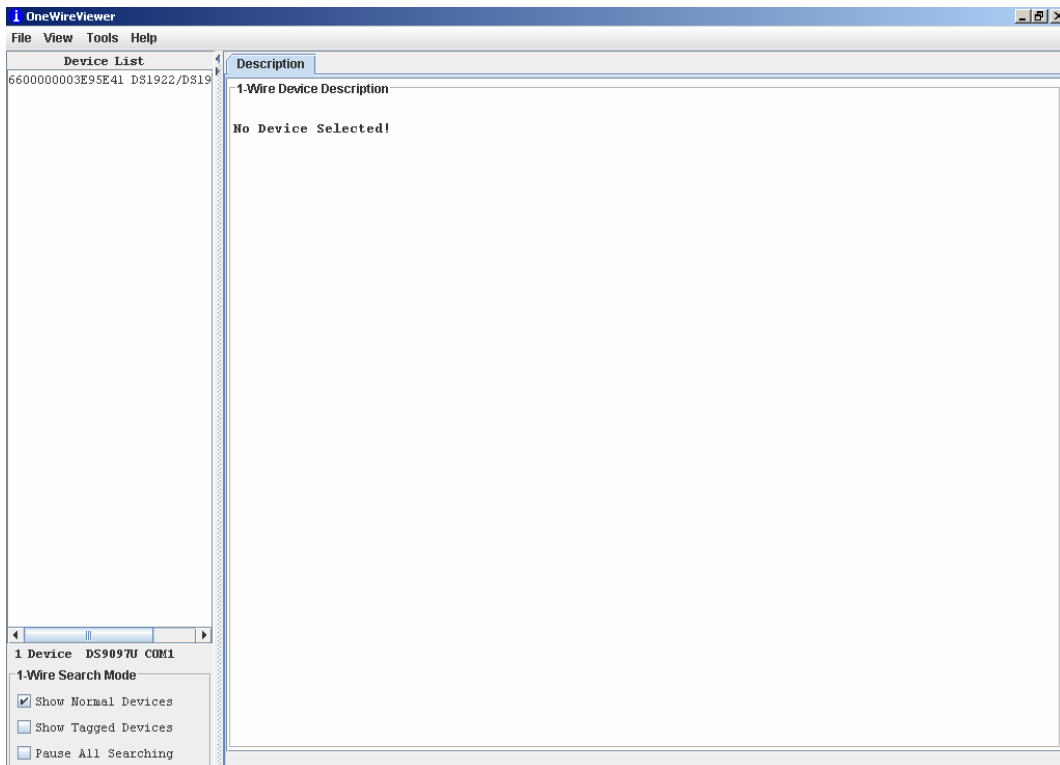 OneWireViewer
File View Tools Help
Device List
6600000003E95E41 DS1922/DS19
Description
1-Wire Device Description
No Device Selected!
1 Device DS9097U COM1
1-Wire Search Mode
Show Normal Devices
Show Tagged Devices
Pause All Searching